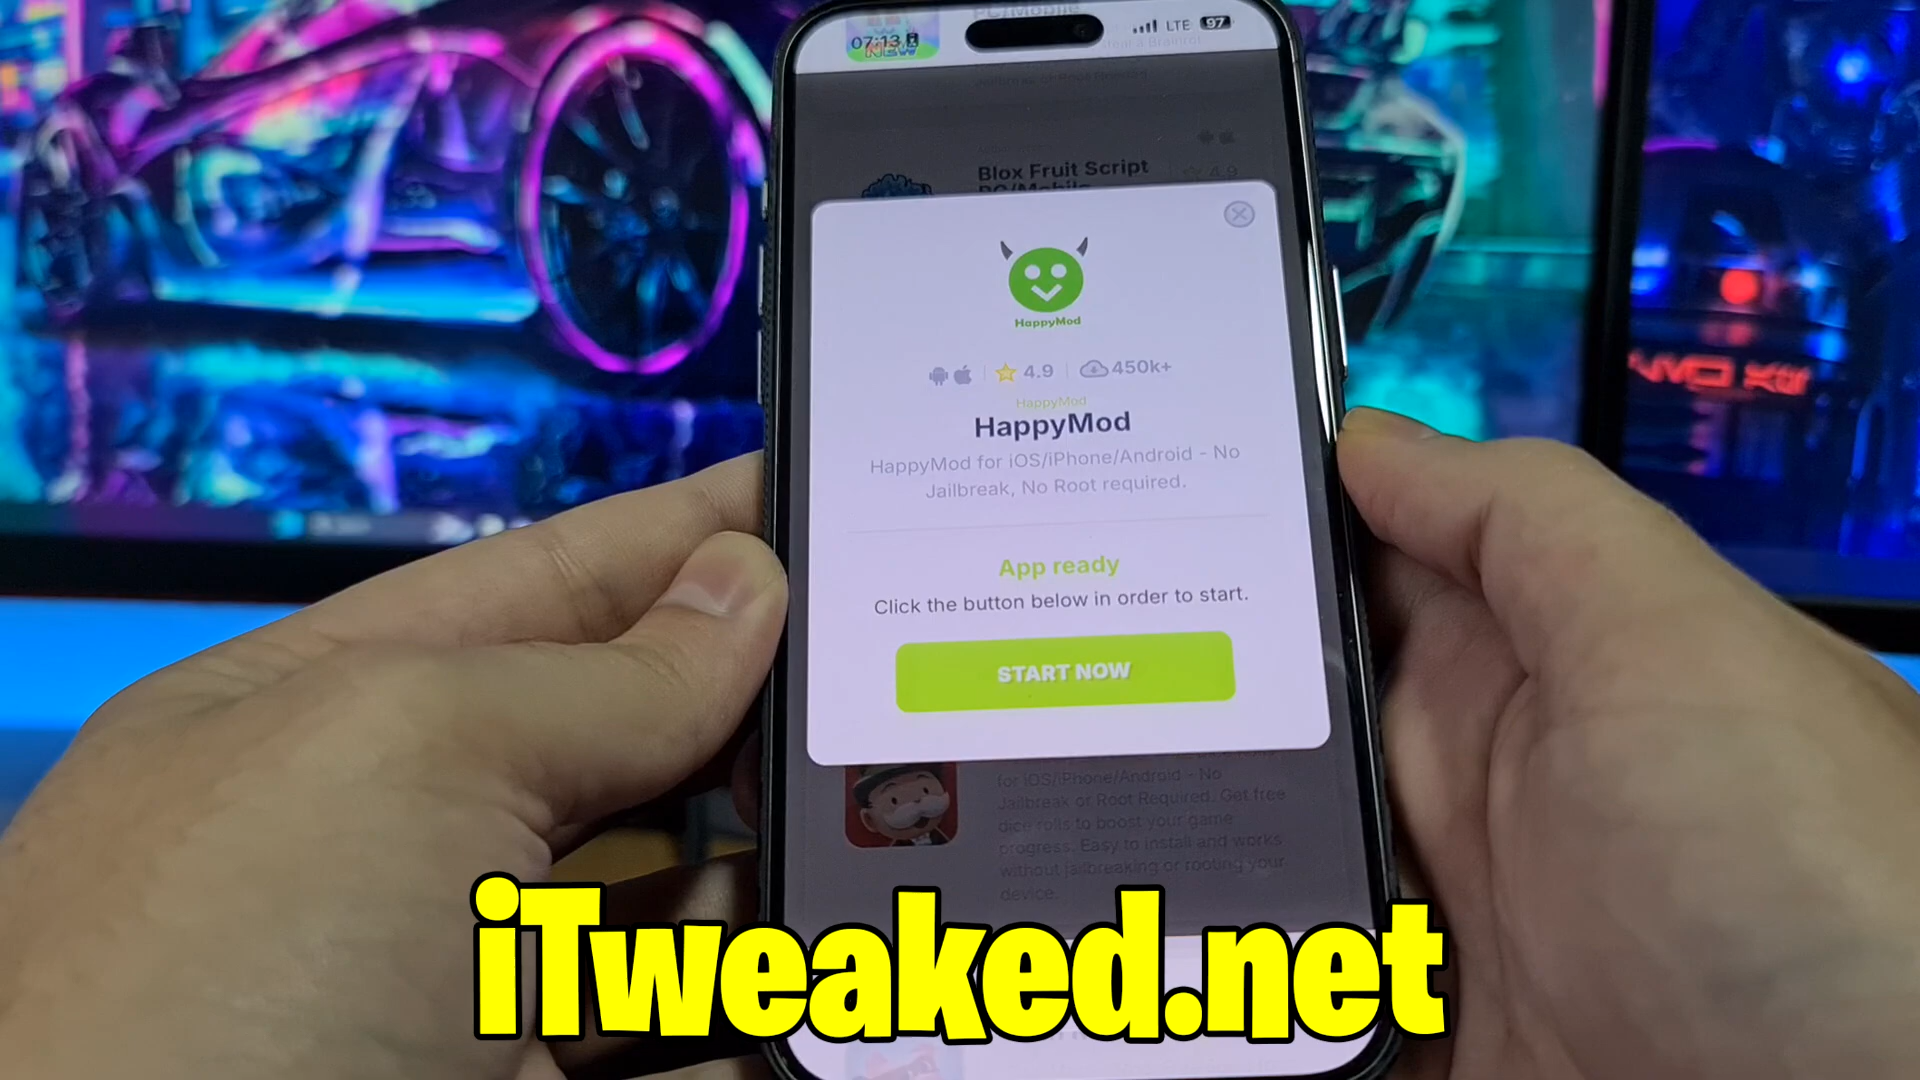 PC/Mobile
07:13
LTE
97
NEW
Blox Fruit Script
PC/Mobile
4.9
HappyMod
4.9
450k+
HappyMod
HappyMod
HappyMod for iOS/iPhone/Android - No
Jailbreak, No Root required.
App ready
Click the button below in order to start.
START NOW
for iOS/iPhone/Android - No
Jailbreak or Root Required. Get free
dice rolls to boost your game
progress. Easy to install and works
without jailbreaking or rooting your
device.
iTweaked.net